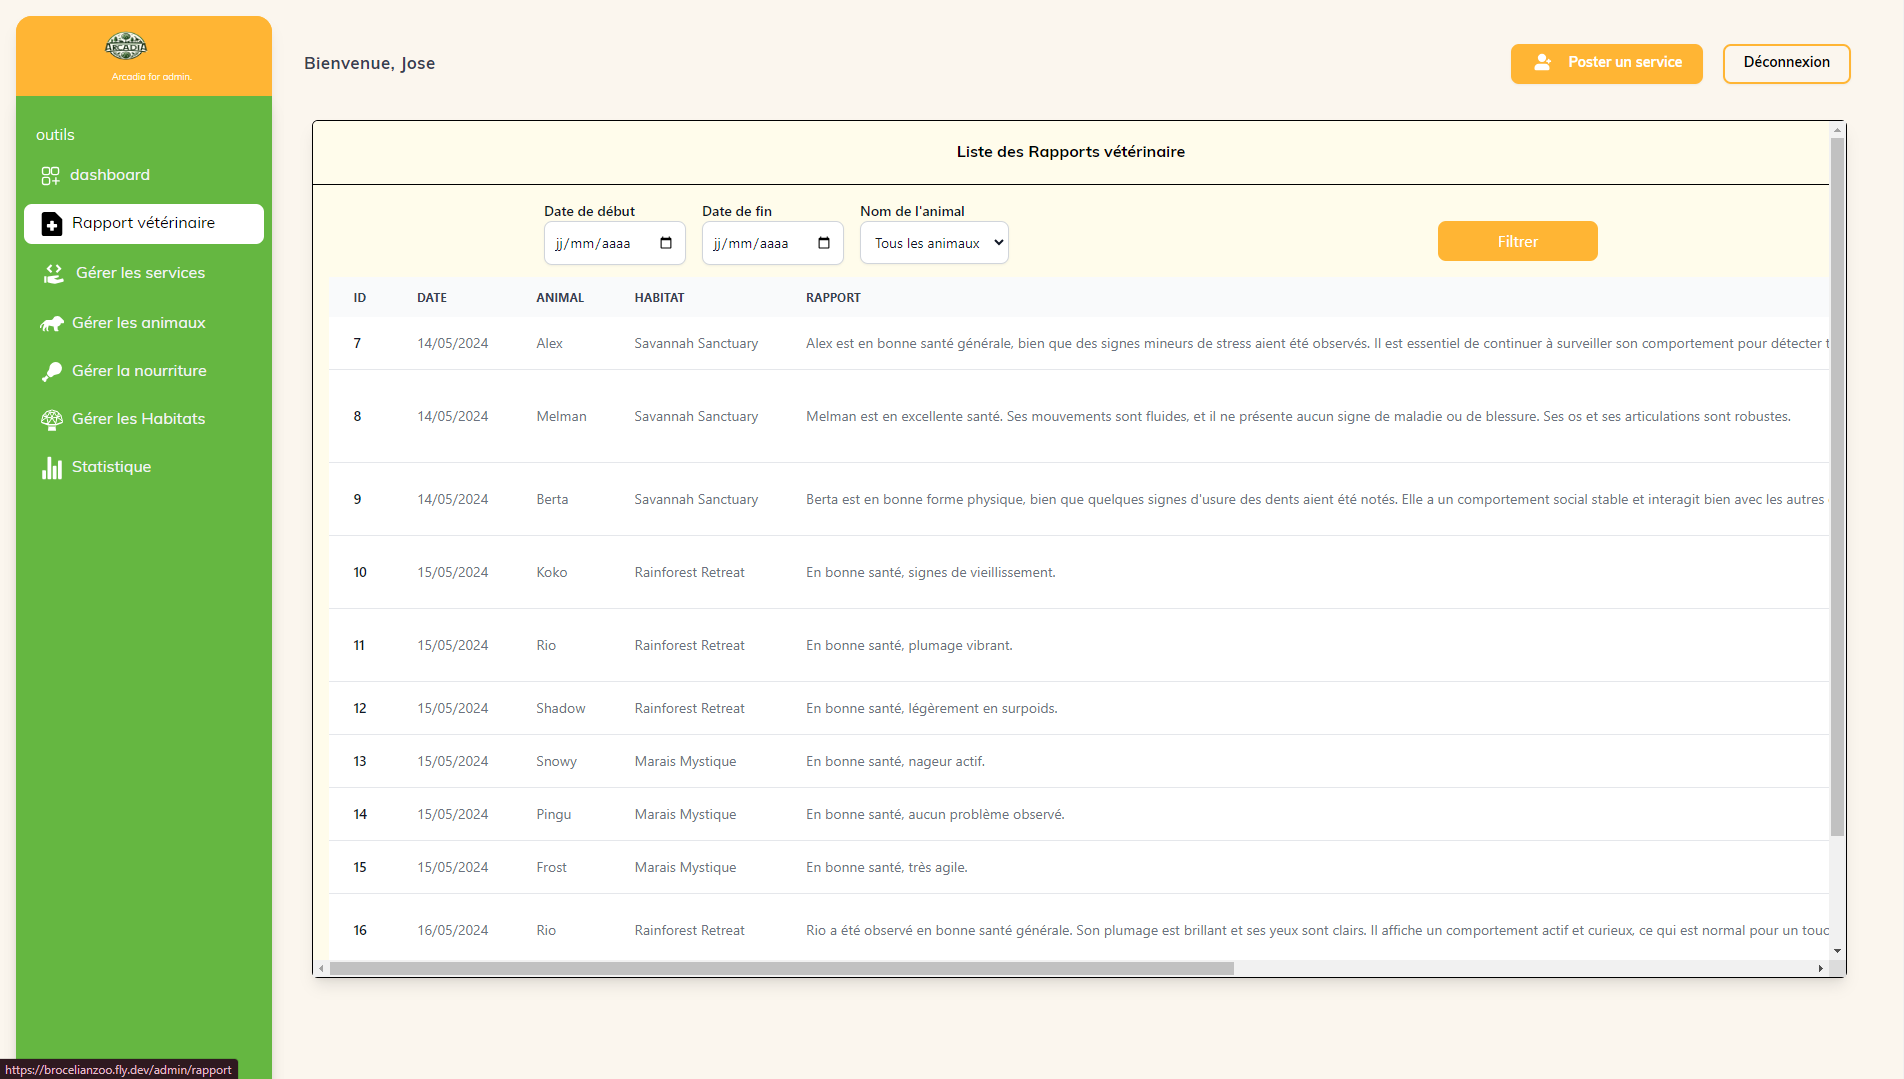 ARCADIA
Arcadia for admin.
Bienvenue, Jose
Poster un service
Déconnexion
outils
dashboard
Rapport vétérinaire
Gérer les services
Gérer les animaux
Gérer la nourriture
Gérer les Habitats
Statistique
Liste des Rapports vétérinaire
Date de début Date de fin Nom de l'animal
jj/mm/aaaa jj/mm/aaaa Tous les animaux Filtrer
ID DATE ANIMAL HABITAT RAPPORT
7 14/05/2024 Alex Savannah Sanctuary Alex est en bonne santé générale, bien que des signes mineurs de stress aient été observés. Il est essentiel de continuer à surveiller son comportement pour détecter t
8 14/05/2024 Melman Savannah Sanctuary Melman est en excellente santé. Ses mouvements sont fluides, et il ne présente aucun signe de maladie ou de blessure. Ses os et ses articulations sont robustes.
9 14/05/2024 Berta Savannah Sanctuary Berta est en bonne forme physique, bien que quelques signes d'usure des dents aient été notés. Elle a un comportement social stable et interagit bien avec les autres
10 15/05/2024 Koko Rainforest Retreat En bonne santé, signes de vieillissement.
11 15/05/2024 Rio Rainforest Retreat En bonne santé, plumage vibrant.
12 15/05/2024 Shadow Rainforest Retreat En bonne santé, légèrement en surpoids.
13 15/05/2024 Snowy Marais Mystique En bonne santé, nageur actif.
14 15/05/2024 Pingu Marais Mystique En bonne santé, aucun problème observé.
15 15/05/2024 Frost Marais Mystique En bonne santé, très agile.
16 16/05/2024 Rio Rainforest Retreat Rio a été observé en bonne santé générale. Son plumage est brillant et ses yeux sont clairs. Il affiche un comportement actif et curieux, ce qui est normal pour un touc
https://brocelianzoo.fly.dev/admin/rapport